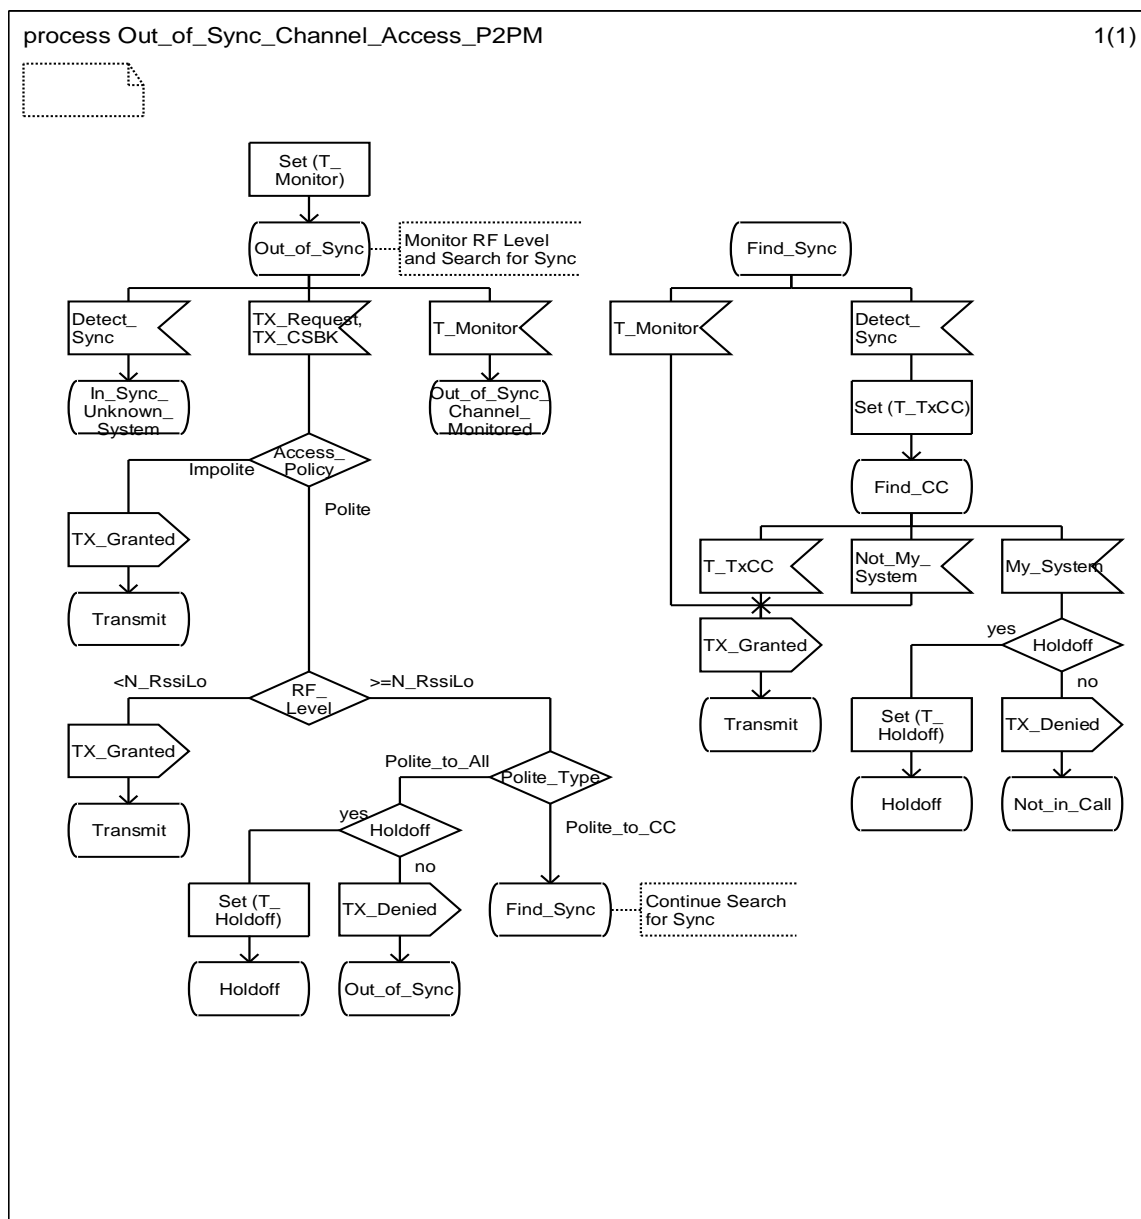 process Out_of_Sync_Channel_Access_P2PM
1(1)
Set (T_
Monitor)
Out_of_Sync
Monitor RF Level
and Search for Sync
Find_Sync
Detect_
Sync
TX_Request,
TX_CSBK
T_Monitor
T_Monitor
Detect_
Sync
In_Sync_
Unknown_
System
Out_of_Sync_
Channel_
Monitored
Set (T_TxCC)
Access_
Policy
Impolite
Polite
Find_CC
TX_Granted
T_TxCC
Not_My_
System
My_System
Transmit
TX_Granted
yes
Holdoff
no
<N_RssiLo
RF_
Level
>=N_RssiLo
Transmit
Set (T_
Holdoff)
TX_Denied
TX_Granted
Polite_to_All
Polite_Type
Holdoff
Not_in_Call
Transmit
yes
Holdoff
Polite_to_CC
no
Set (T_
Holdoff)
TX_Denied
Find_Sync
Continue Search
for Sync
Holdoff
Out_of_Sync